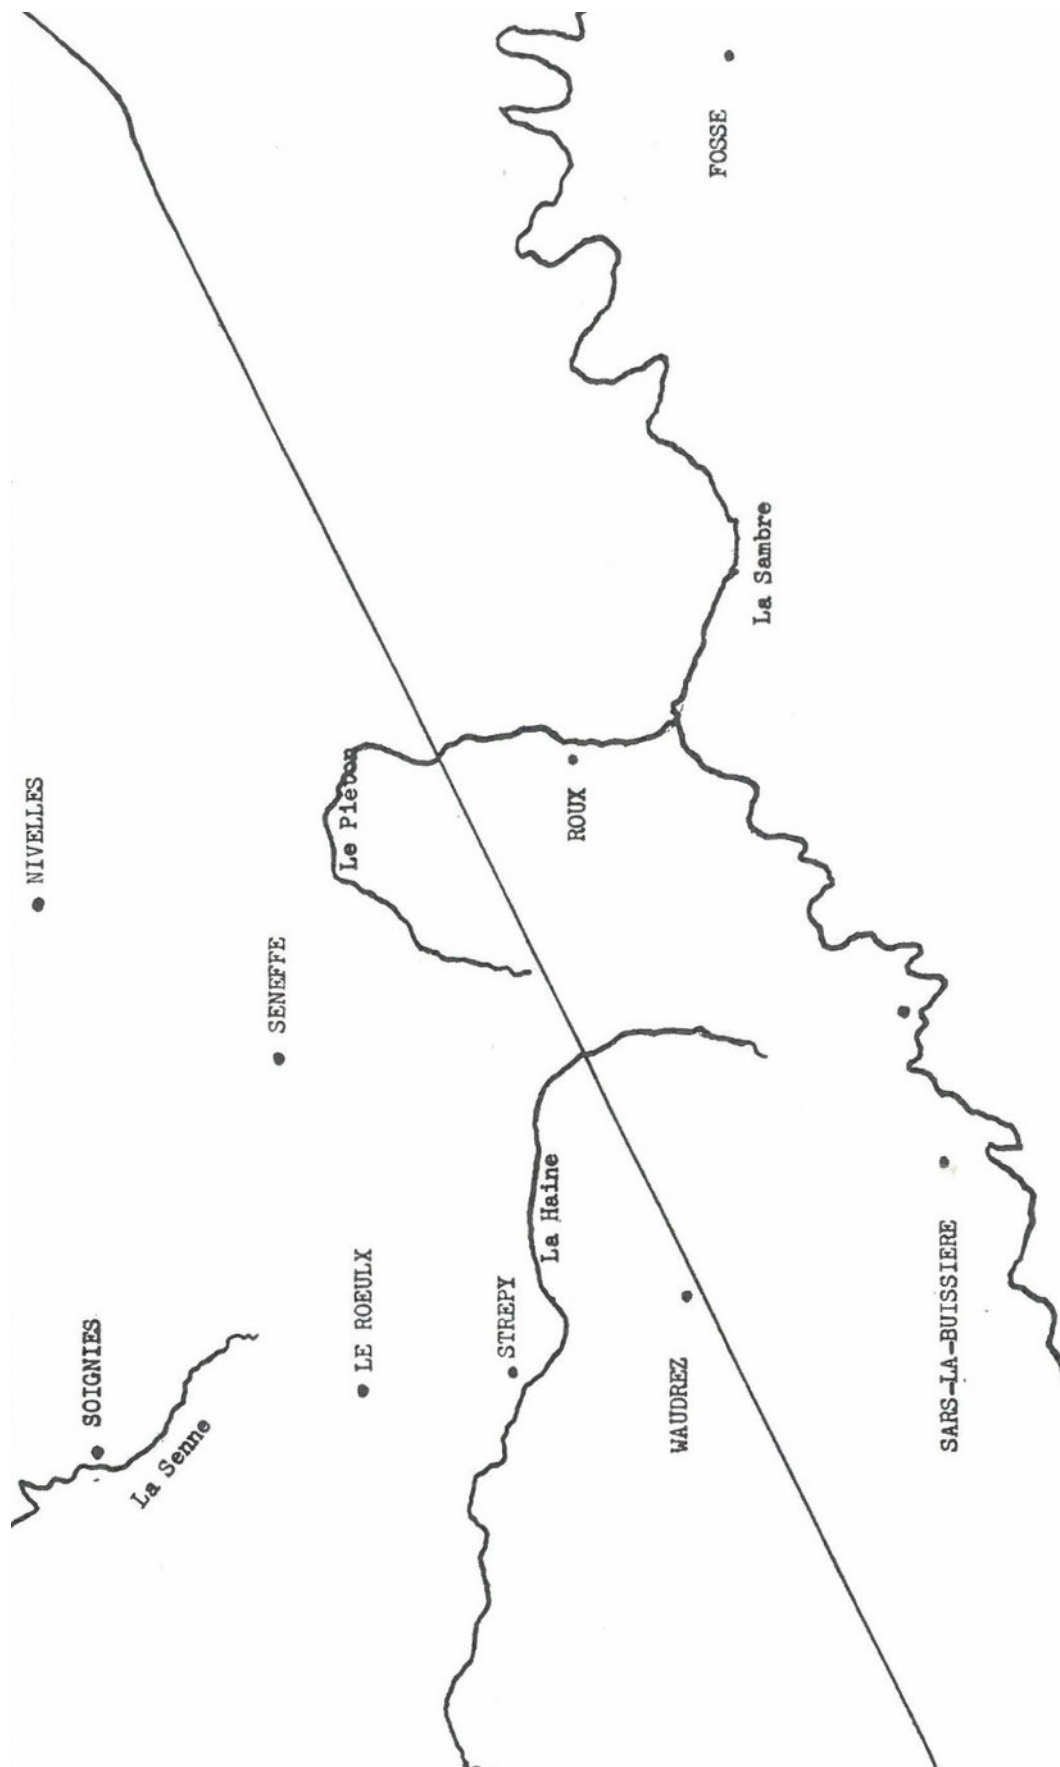 NIVELLES
SOIGNIES
La Senne
SENEFFE
LE ROEULX
Le Piéton
STREPY
La Haine
ROUX
WAUDREZ
FOSSE
La Sambre
SARS-LA-BUISSIERE